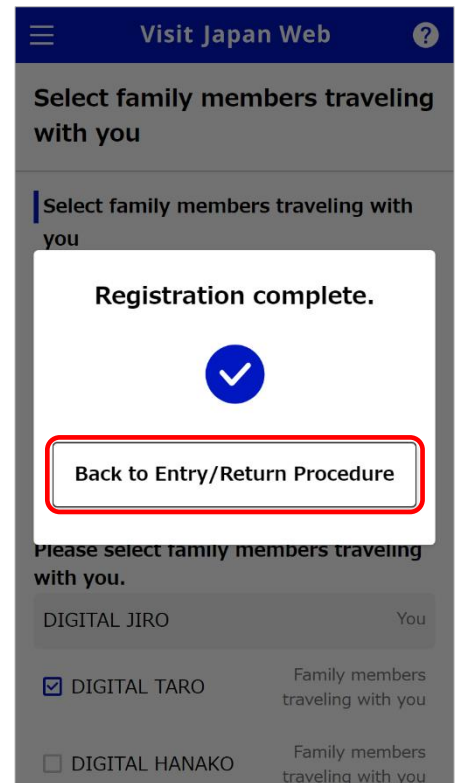 Visit Japan Web ?
Select family members traveling
with you
Select family members traveling with
you
Registration complete.
Back to Entry/Return Procedure
Please select family members traveling
with you.
DIGITAL JIRO You
DIGITAL TARO Family members
traveling with you
DIGITAL HANAKO Family members
traveling with you